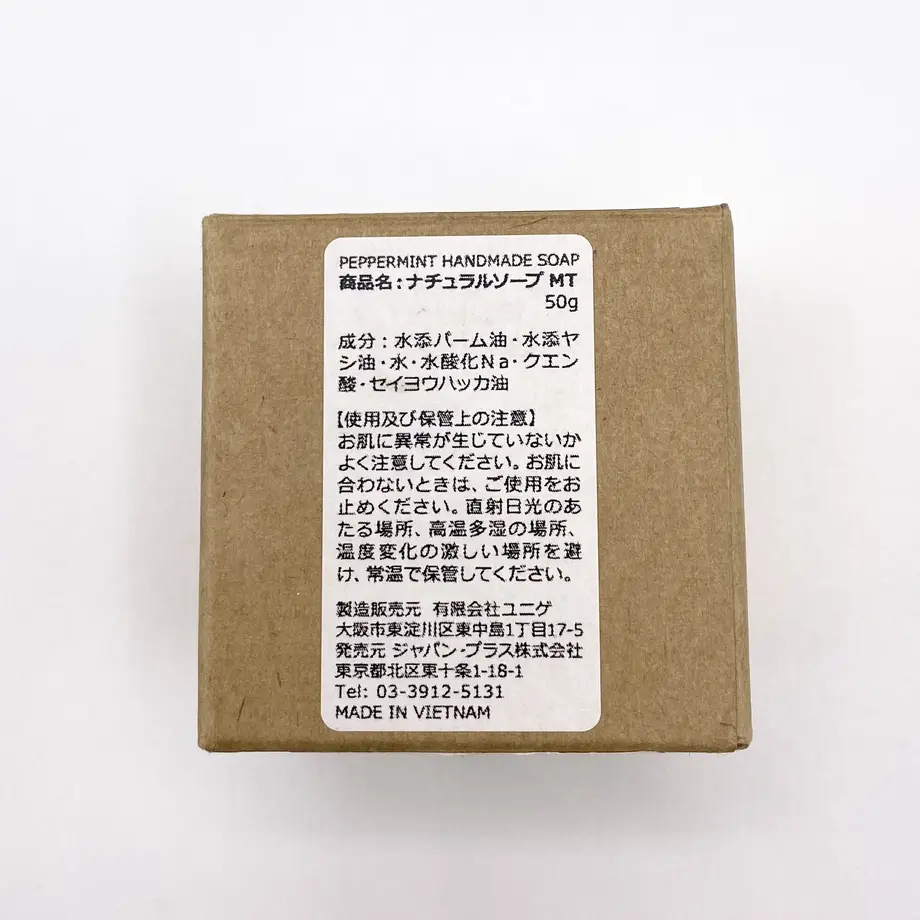 PEPPERMINT HANDMADE SOAP
商品名:ナチュラルソープ MT
50g
成分:水添パーム油・水添ヤ
シ油・水・水酸化Na・クエン
酸・セイヨウハッカ油
【使用及び保管上の注意】
お肌に異常が生じていないか
よく注意してください。お肌に
合わないときは、ご使用をお
止めください。直射日光のあ
たる場所、高温多湿の場所、
温度変化の激しい場所を避
け、常温で保管してください。
製造販売元 有限会社ユニゲ
大阪市東淀川区東中島1丁目17-5
発売元 ジャパン・プラス株式会社
東京都北区東十条1-18-1
Tel: 03-3912-5131
MADE IN VIETNAM